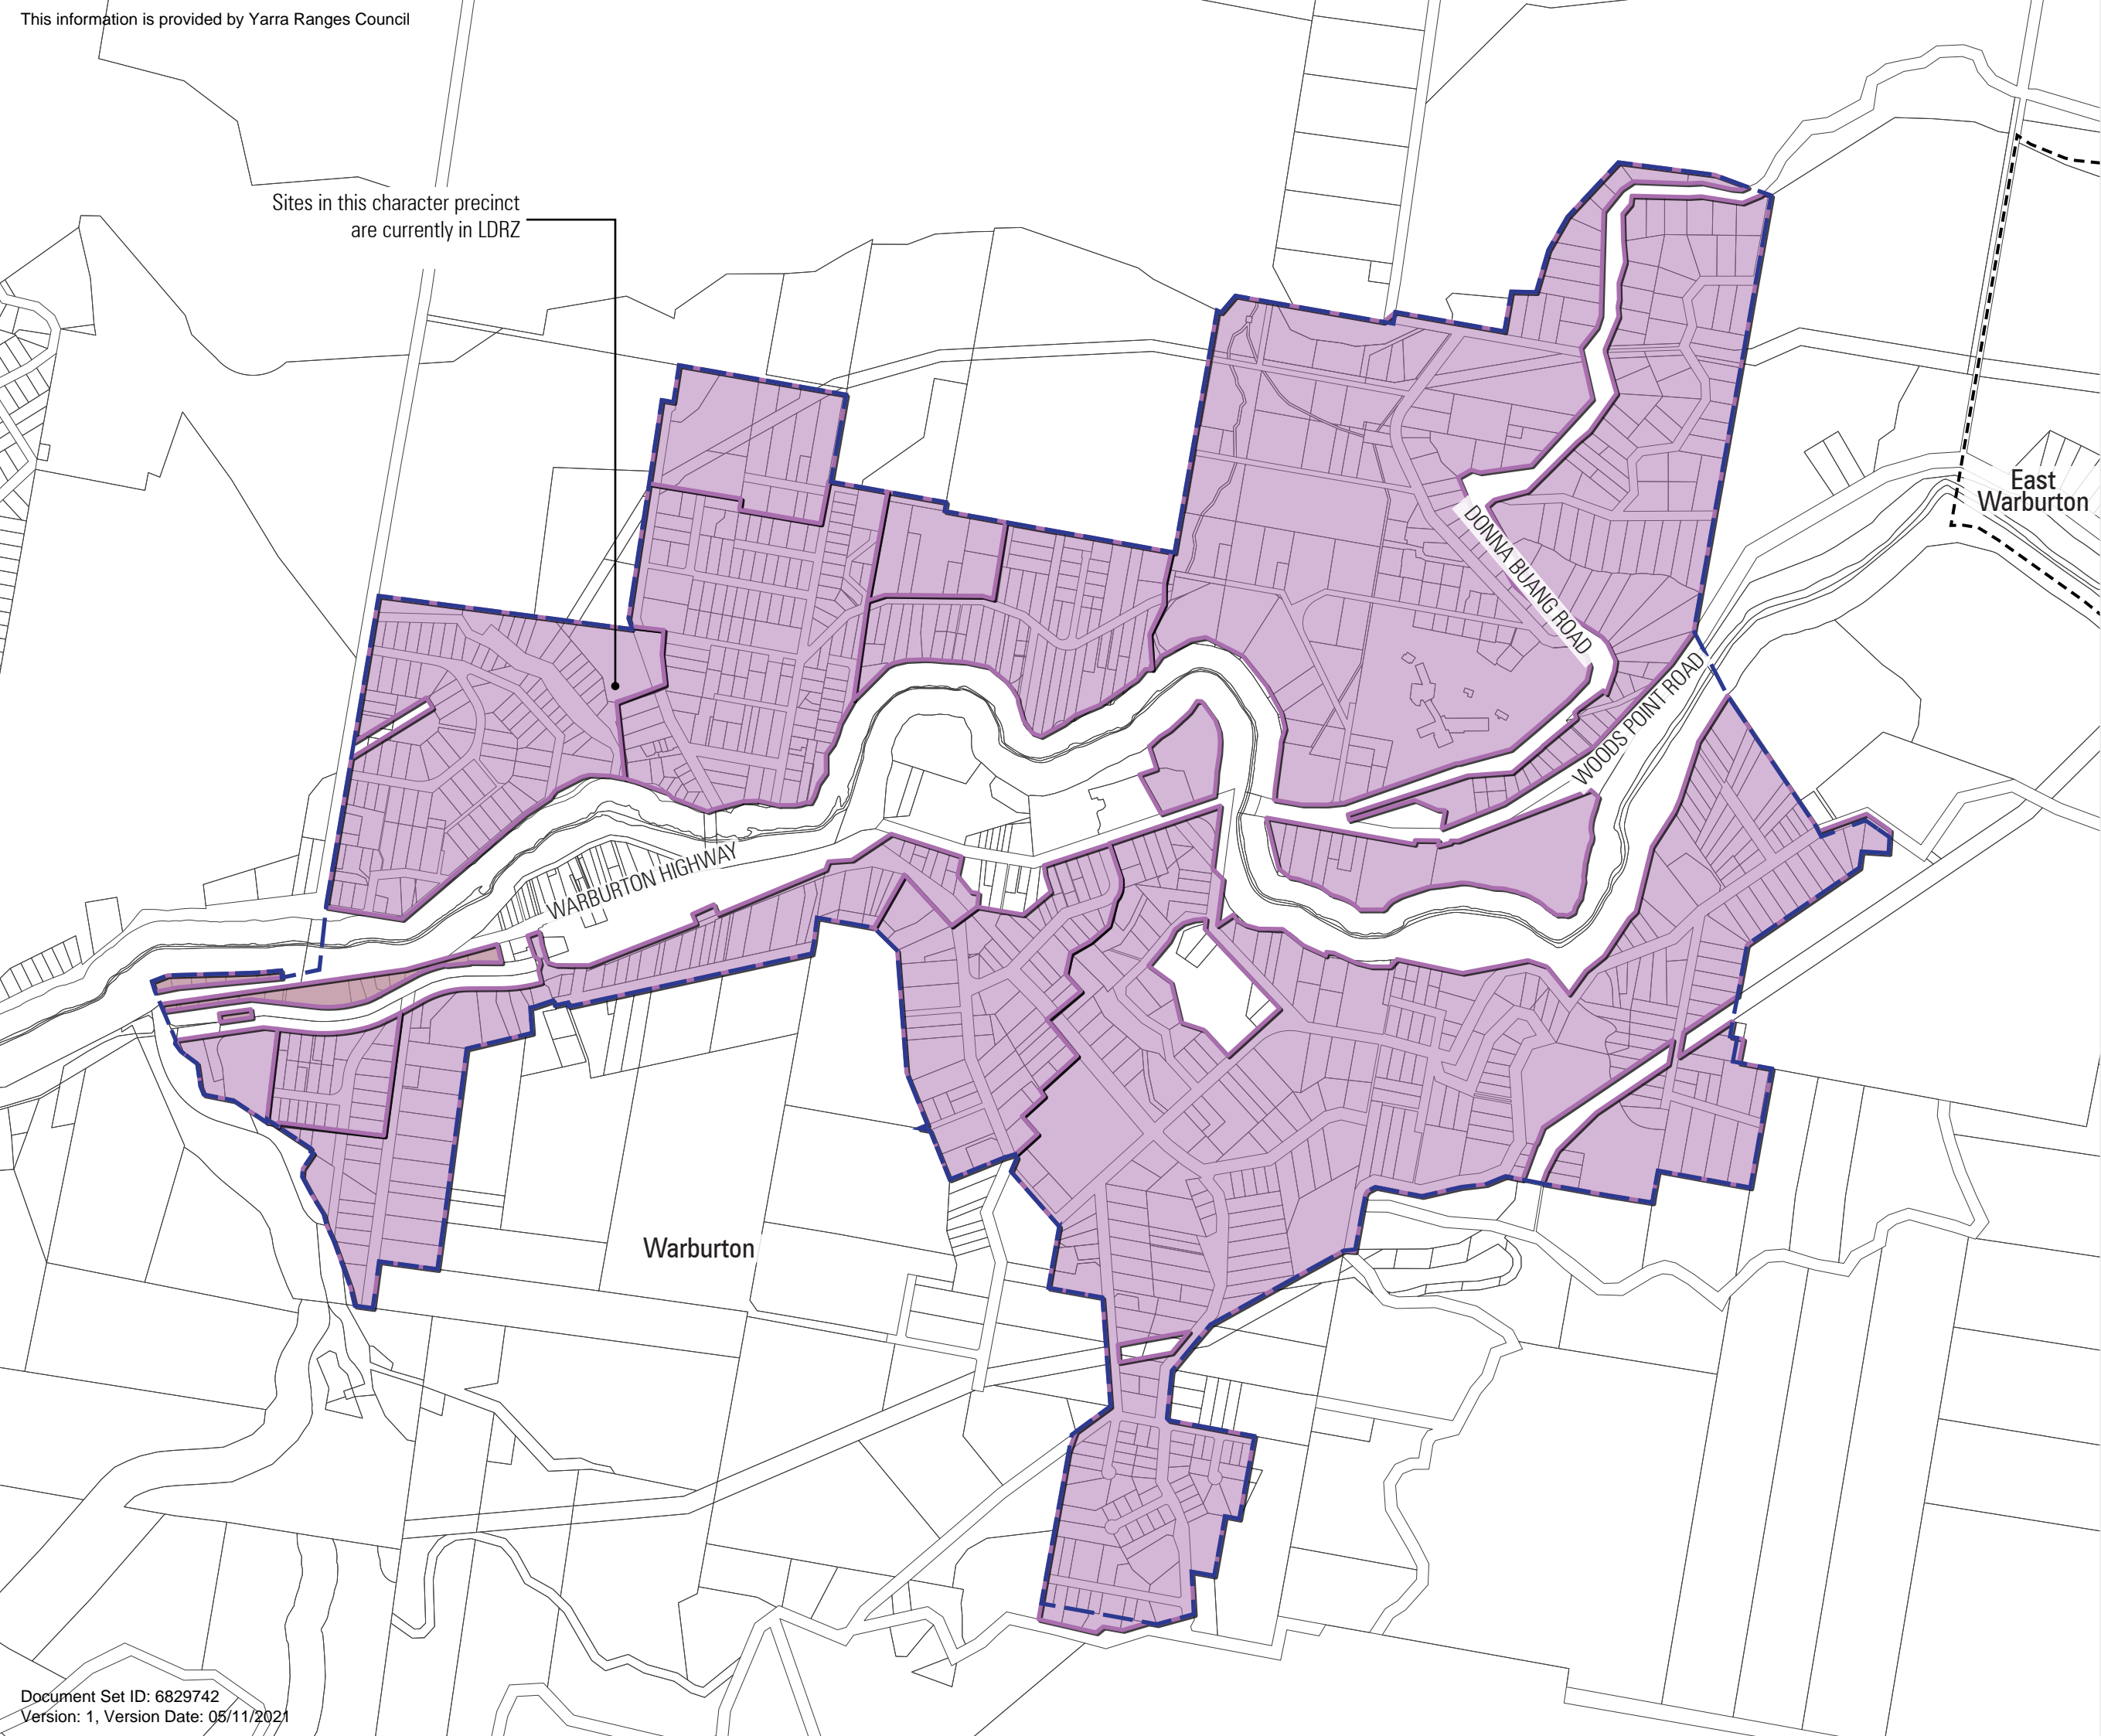 This information is provided by Yarra Ranges Council
Sites in this character precinct
are currently in LDRZ
East
Warburton
DONNA BUANG ROAD
WOODS POINT ROAD
WARBURTON HIGHWAY
Warburton
Document Set ID: 6829742
Version: 1, Version Date: 05/11/2021